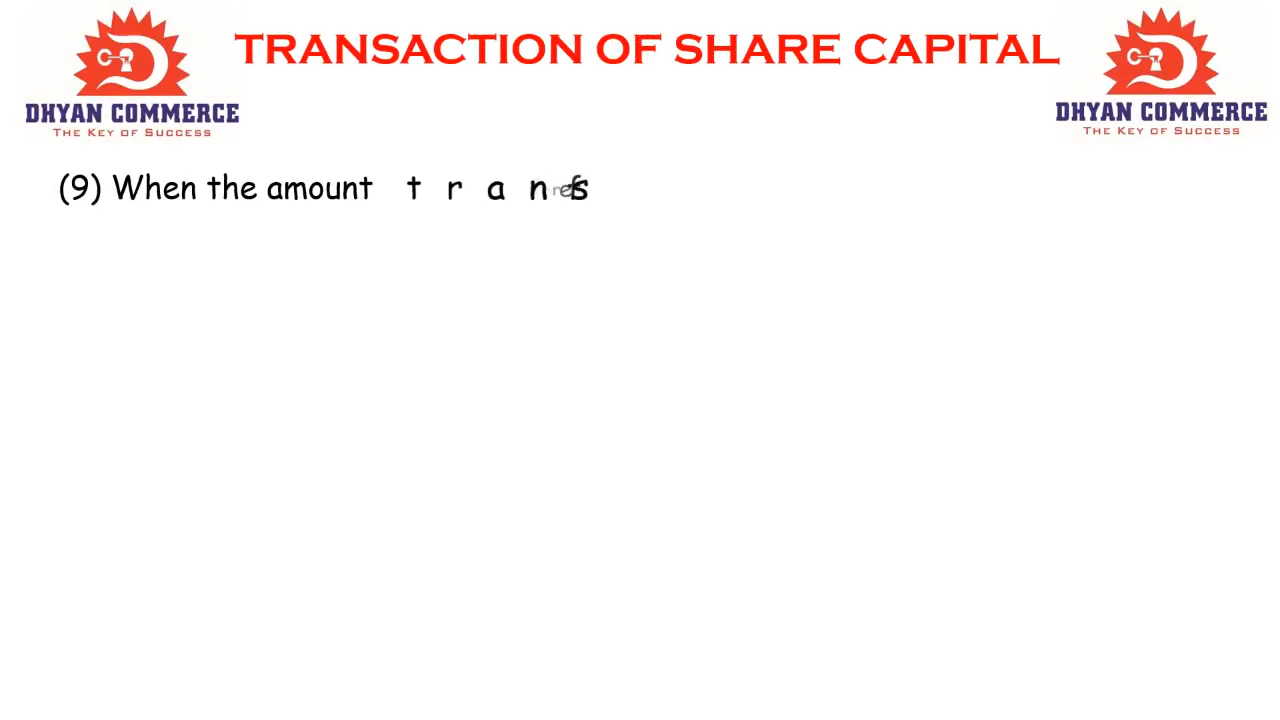 TRANSACTION OF SHARE CAPITAL
DHYAN COMMERCE
THE KEY OF SUCCESS
DHYAN COMMERCE
THE KEY OF SUCCESS
(9) When the amount t r a n s